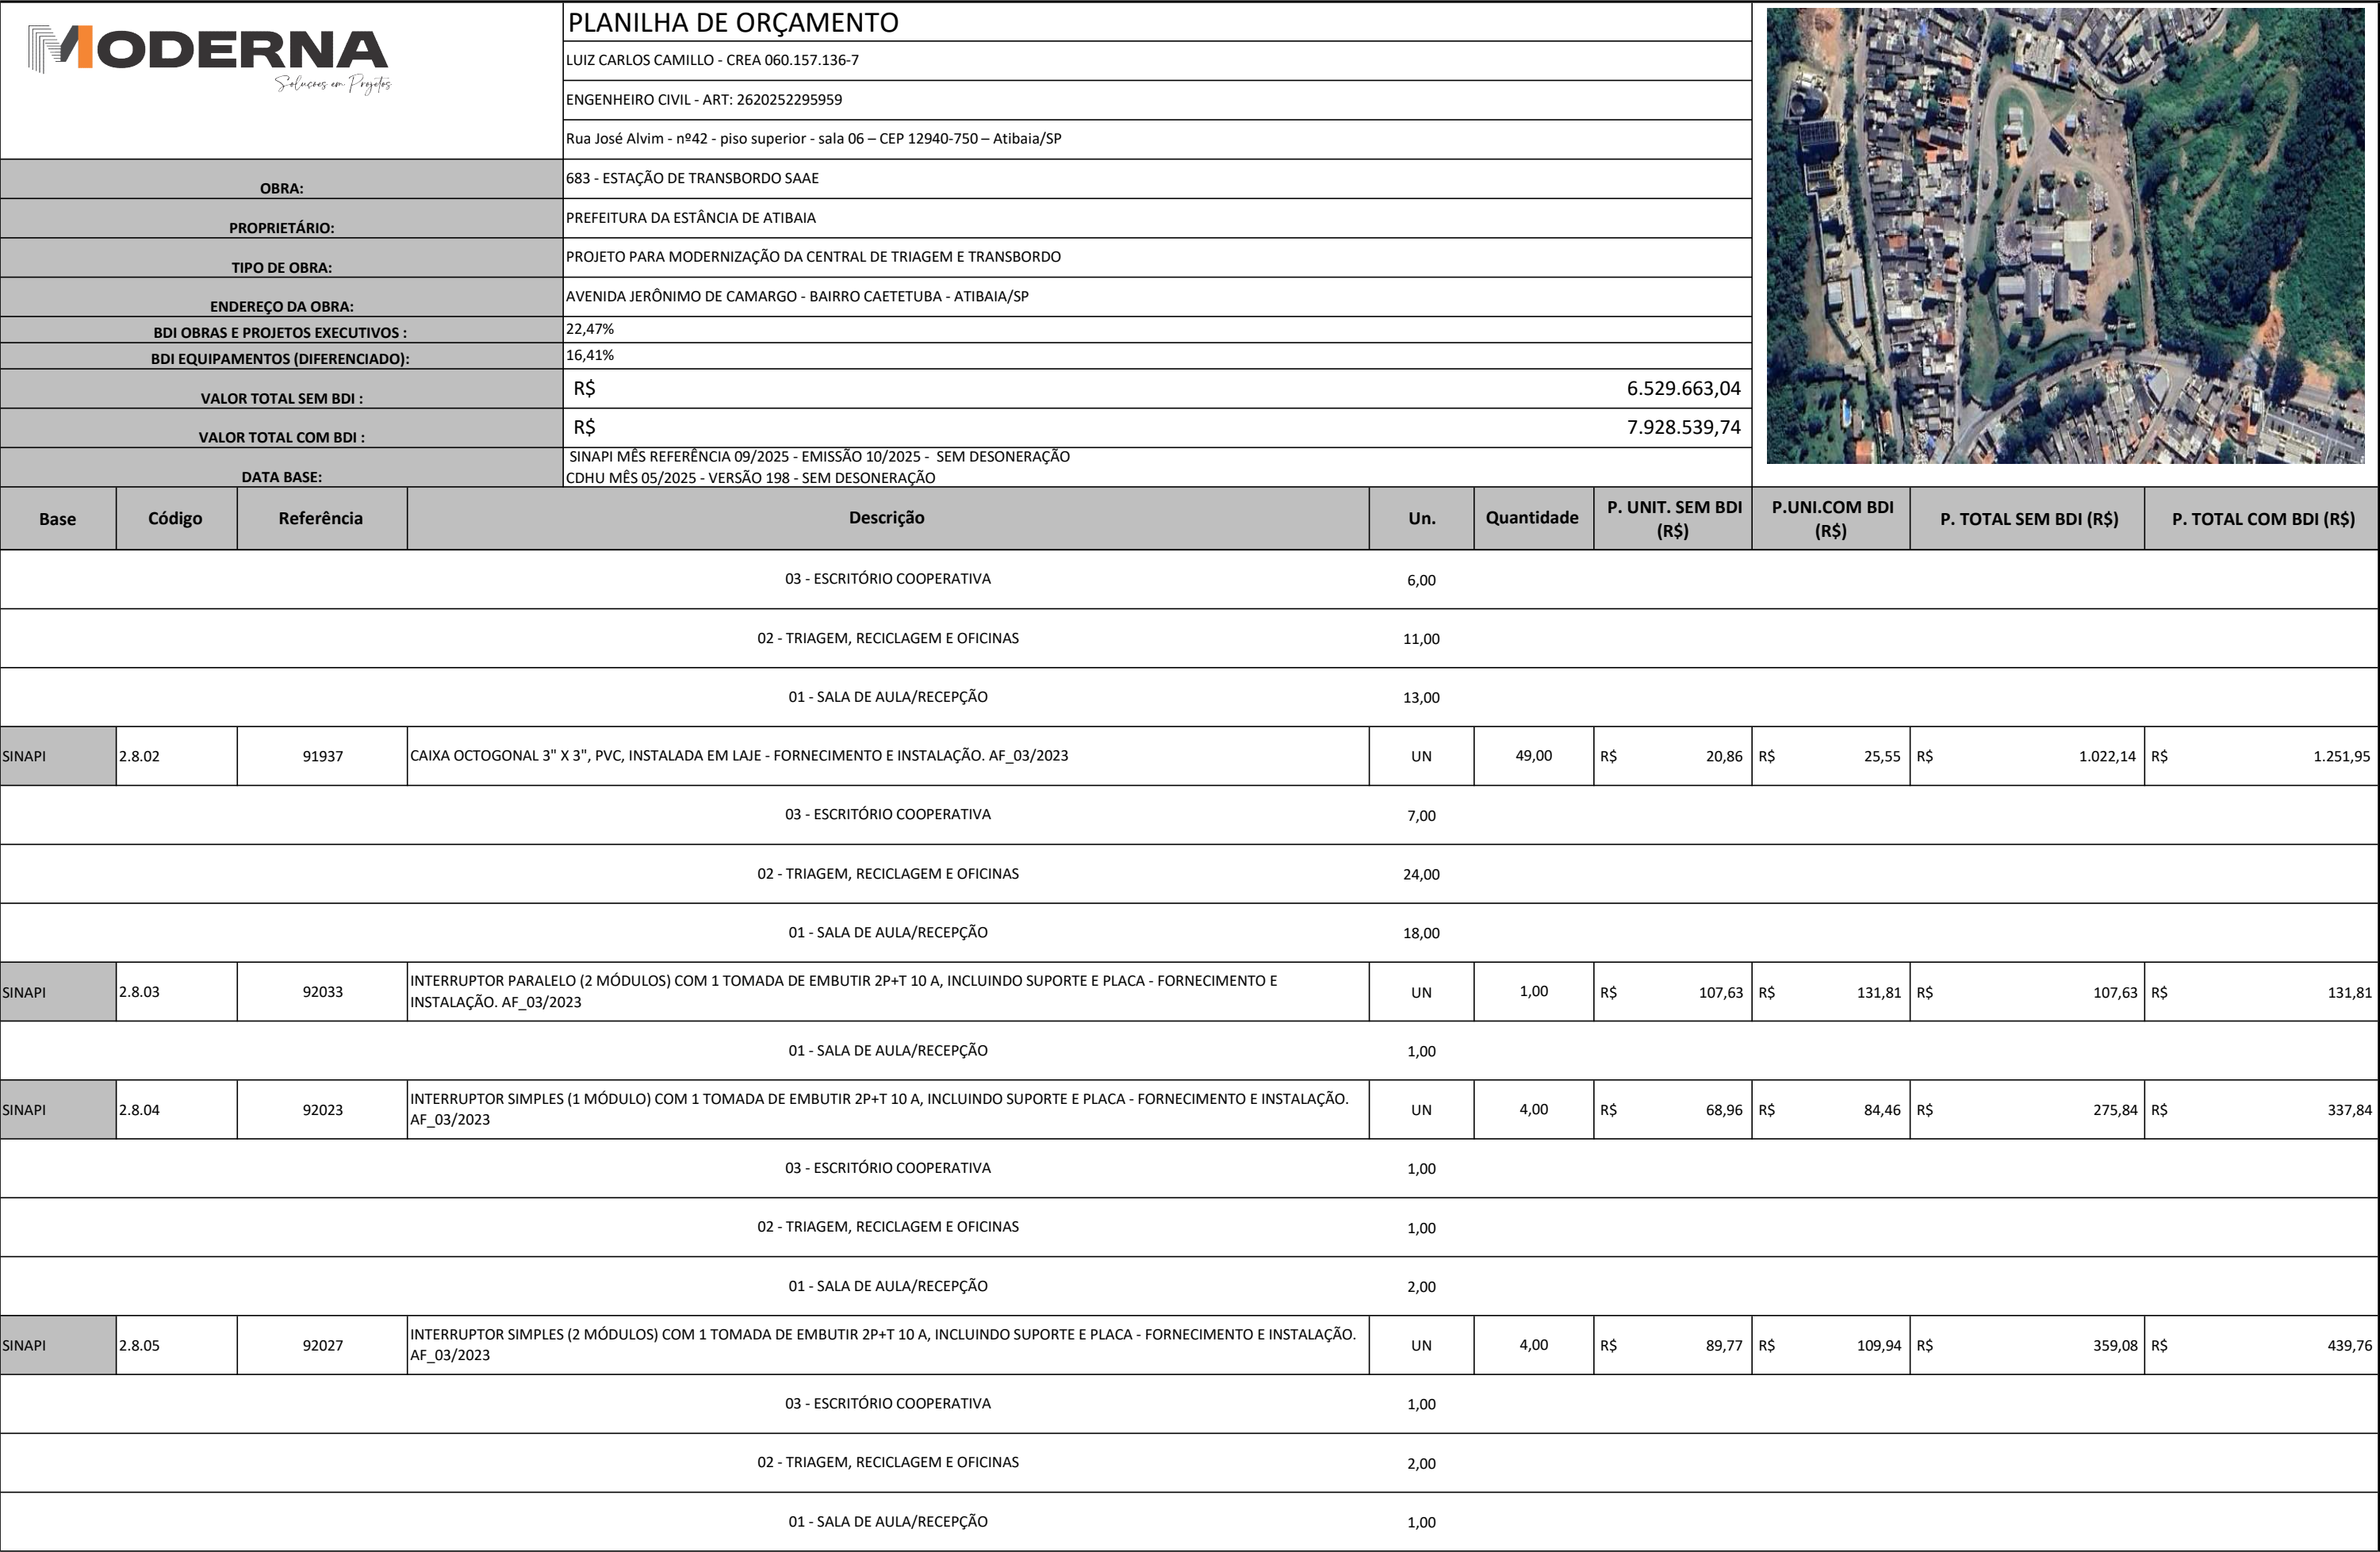 MODERNA
Soluções em Projetos
PLANILHA DE ORÇAMENTO
LUIZ CARLOS CAMILLO - CREA 060.157.136-7
ENGENHEIRO CIVIL - ART: 2620252295959
Rua José Alvim - nº42 - piso superior - sala 06 – CEP 12940-750 – Atibaia/SP
OBRA: 683 - ESTAÇÃO DE TRANSBORDO SAAE
PROPRIETÁRIO: PREFEITURA DA ESTÂNCIA DE ATIBAIA
TIPO DE OBRA: PROJETO PARA MODERNIZAÇÃO DA CENTRAL DE TRIAGEM E TRANSBORDO
ENDEREÇO DA OBRA: AVENIDA JERÔNIMO DE CAMARGO - BAIRRO CAETETUBA - ATIBAIA/SP
BDI OBRAS E PROJETOS EXECUTIVOS : 22,47%
BDI EQUIPAMENTOS (DIFERENCIADO): 16,41%
VALOR TOTAL SEM BDI : R$ 6.529.663,04
VALOR TOTAL COM BDI : R$ 7.928.539,74
DATA BASE: SINAPI MÊS REFERÊNCIA 09/2025 - EMISSÃO 10/2025 - SEM DESONERAÇÃO
CDHU MÊS 05/2025 - VERSÃO 198 - SEM DESONERAÇÃO
Base Código Referência Descrição Un. Quantidade P. UNIT. SEM BDI (R$) P.UNI.COM BDI (R$) P. TOTAL SEM BDI (R$) P. TOTAL COM BDI (R$)
03 - ESCRITÓRIO COOPERATIVA 6,00
02 - TRIAGEM, RECICLAGEM E OFICINAS 11,00
01 - SALA DE AULA/RECEPÇÃO 13,00
SINAPI 2.8.02 91937 CAIXA OCTOGONAL 3" X 3", PVC, INSTALADA EM LAJE - FORNECIMENTO E INSTALAÇÃO. AF_03/2023 UN 49,00 R$ 20,86 R$ 25,55 R$ 1.022,14 R$ 1.251,95
03 - ESCRITÓRIO COOPERATIVA 7,00
02 - TRIAGEM, RECICLAGEM E OFICINAS 24,00
01 - SALA DE AULA/RECEPÇÃO 18,00
SINAPI 2.8.03 92033 INTERRUPTOR PARALELO (2 MÓDULOS) COM 1 TOMADA DE EMBUTIR 2P+T 10 A, INCLUINDO SUPORTE E PLACA - FORNECIMENTO E
INSTALAÇÃO. AF_03/2023 UN 1,00 R$ 107,63 R$ 131,81 R$ 107,63 R$ 131,81
01 - SALA DE AULA/RECEPÇÃO 1,00
SINAPI 2.8.04 92023 INTERRUPTOR SIMPLES (1 MÓDULO) COM 1 TOMADA DE EMBUTIR 2P+T 10 A, INCLUINDO SUPORTE E PLACA - FORNECIMENTO E INSTALAÇÃO.
AF_03/2023 UN 4,00 R$ 68,96 R$ 84,46 R$ 275,84 R$ 337,84
03 - ESCRITÓRIO COOPERATIVA 1,00
02 - TRIAGEM, RECICLAGEM E OFICINAS 1,00
01 - SALA DE AULA/RECEPÇÃO 2,00
SINAPI 2.8.05 92027 INTERRUPTOR SIMPLES (2 MÓDULOS) COM 1 TOMADA DE EMBUTIR 2P+T 10 A, INCLUINDO SUPORTE E PLACA - FORNECIMENTO E INSTALAÇÃO.
AF_03/2023 UN 4,00 R$ 89,77 R$ 109,94 R$ 359,08 R$ 439,76
03 - ESCRITÓRIO COOPERATIVA 1,00
02 - TRIAGEM, RECICLAGEM E OFICINAS 2,00
01 - SALA DE AULA/RECEPÇÃO 1,00